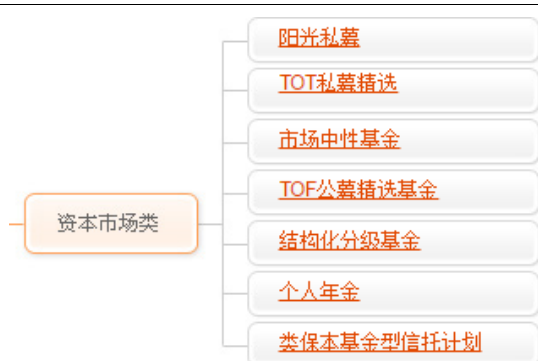 阳光私募
TOT私募精选
市场中性基金
TOF公募精选基金
资本市场类
结构化分级基金
个人年金
类保本基金型信托计划